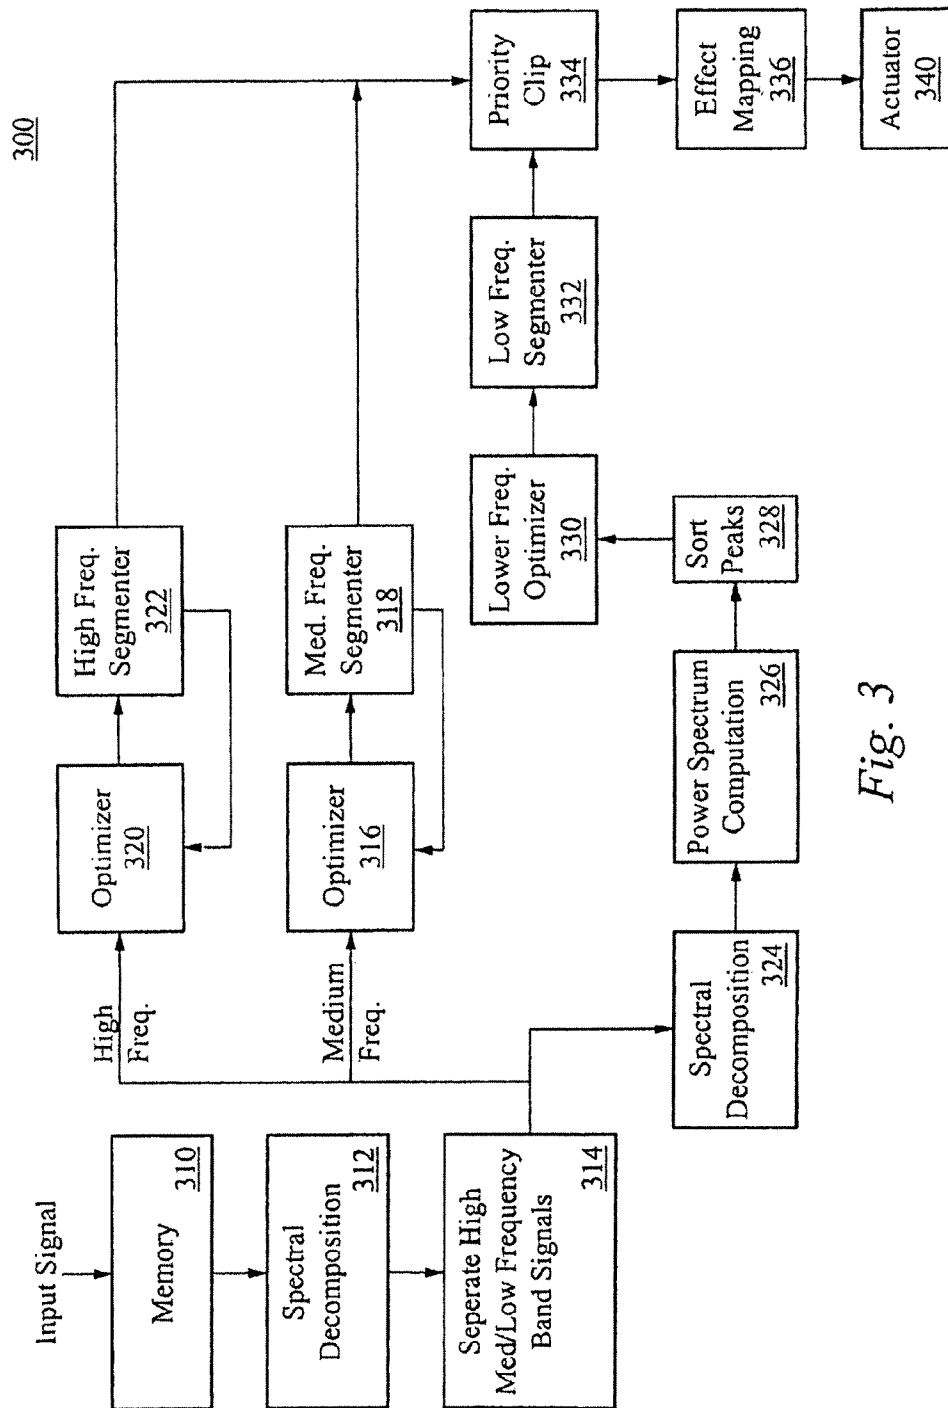 300
Input Signal
Memory
310
Spectral
Decomposition
312
Seperate High
Med/Low Frequency
Band Signals
314
High
Freq.
Optimizer
320
High Freq.
Segmenter
322
Medium
Freq.
Optimizer
316
Med. Freq.
Segmenter
318
Spectral
Decomposition
324
Power Spectrum
Computation
326
Sort
Peaks
328
Lower Freq.
Optimizer
330
Low Freq.
Segmenter
332
Priority
Clip
334
Effect
Mapping
336
Actuator
340
Fig. 3